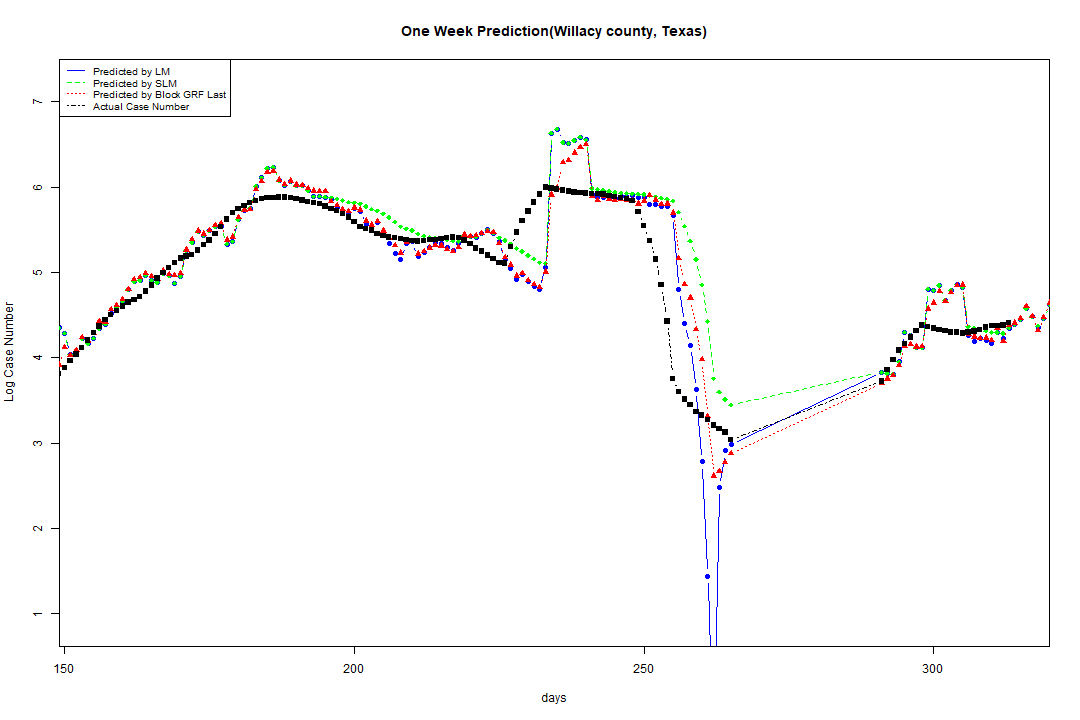 One Week Prediction(Willacy county, Texas)
Predicted by LM
Predicted by SLM
Predicted by Block GRF Last
Actual Case Number
7
6
5
4
3
2
1
Log Case Number
150 200 250 300
days